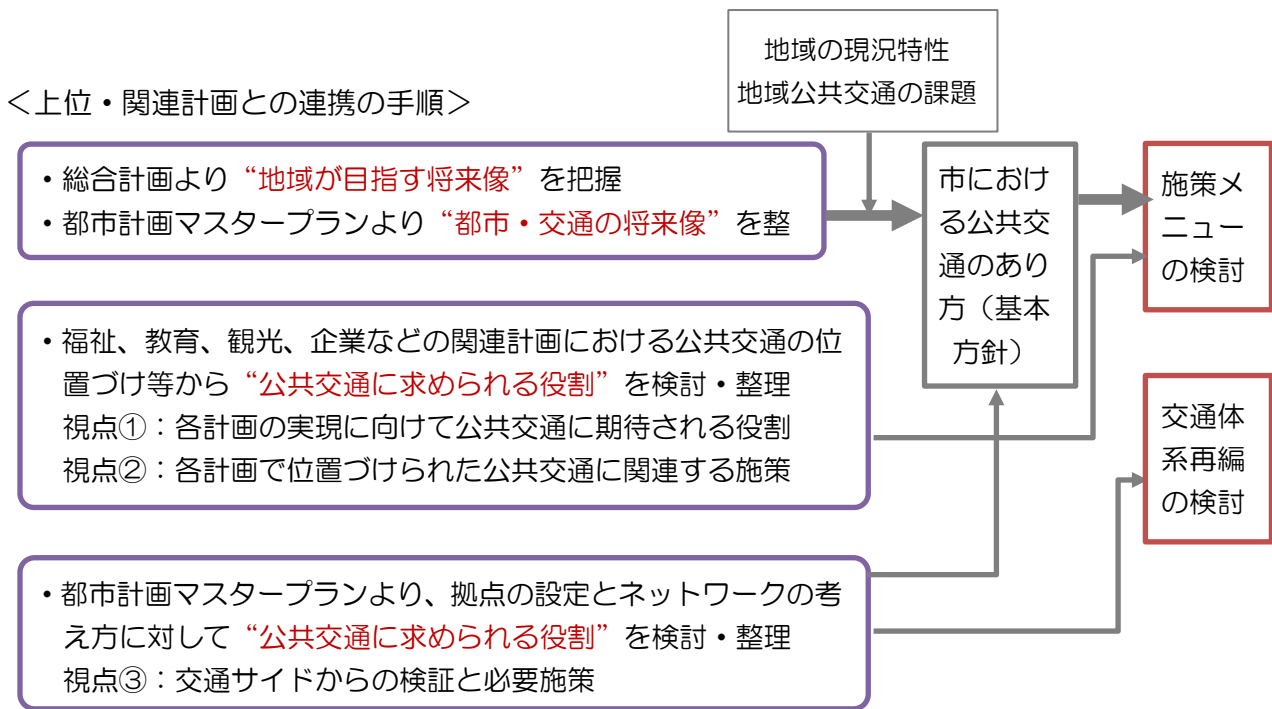 地域の現況特性
地域公共交通の課題
＜上位・関連計画との連携の手順＞
・総合計画より“地域が目指す将来像”を把握
・都市計画マスタープランより“都市・交通の将来像”を整
市におけ
る公共交
通のあり
方（基本
方針）
施策メ
ニュー
の検討
・福祉、教育、観光、企業などの関連計画における公共交通の位
置づけ等から“公共交通に求められる役割”を検討・整理
視点①：各計画の実現に向けて公共交通に期待される役割
視点②：各計画で位置づけられた公共交通に関連する施策
交通体
系再編
の検討
・都市計画マスタープランより、拠点の設定とネットワークの考
え方に対して“公共交通に求められる役割”を検討・整理
視点③：交通サイドからの検証と必要施策